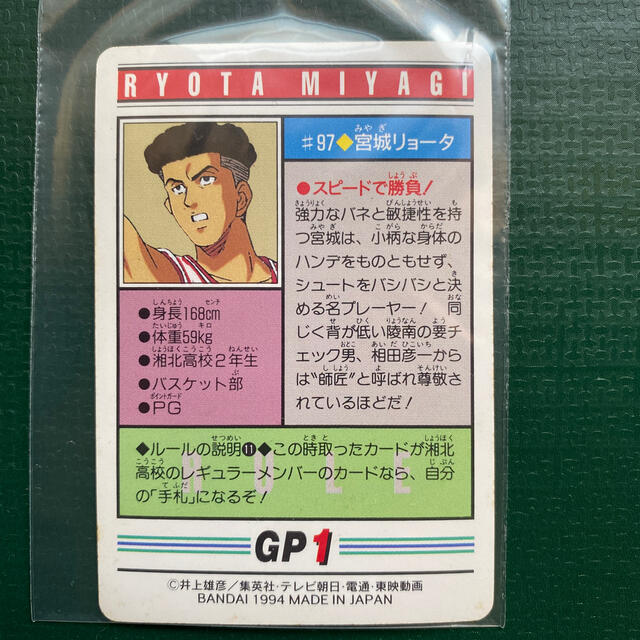 RYOTA MIYAGI
#97◆宮城リョータ
●スピードで勝負！
強力なバネと敏捷性を持
つ宮城は、小柄な身体の
ハンデをものともせず、
シュートをバシバシと決
める名プレーヤー！ 同
じく背が低い陵南の要チ
ェック男、相田彦一から
は“師匠”と呼ばれ尊敬さ
れているほどだ！
●身長168cm
●体重59kg
●湘北高校２年生
●バスケット部
●PG
◆ルールの説明⓫◆この時取ったカードが湘北
高校のレギュラーメンバーのカードなら、自分
の「手札」になるぞ！
RULE
GP1
©井上雄彦／集英社・テレビ朝日・電通・東映動画
BANDAI 1994 MADE IN JAPAN